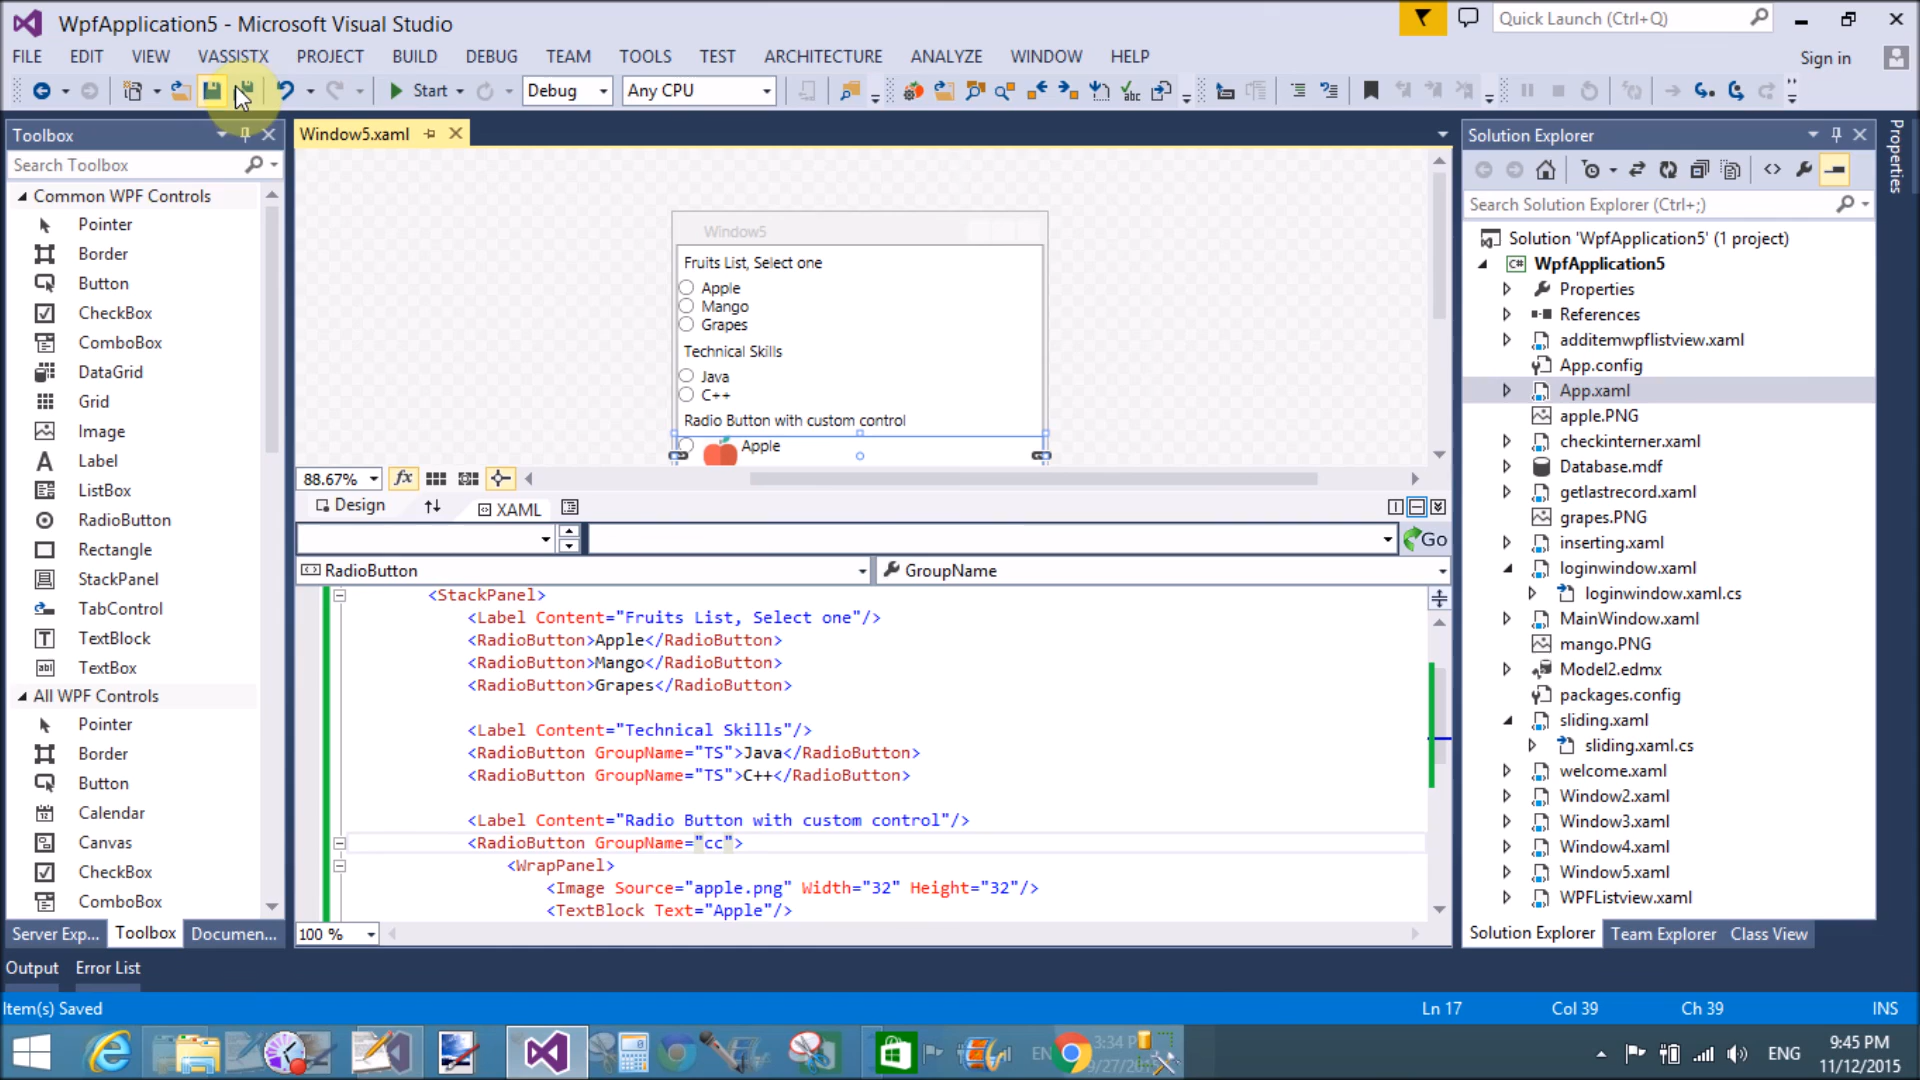 WpfApplication5 - Microsoft Visual Studio
Quick Launch (Ctrl+Q)
FILE EDIT VIEW VASSISTX PROJECT BUILD DEBUG TEAM TOOLS TEST ARCHITECTURE ANALYZE WINDOW HELP
Sign in
Start
Debug
Any CPU
Toolbox
Search Toolbox
Common WPF Controls
Pointer
Border
Button
CheckBox
ComboBox
DataGrid
Grid
Image
Label
ListBox
RadioButton
Rectangle
StackPanel
TabControl
TextBlock
TextBox
All WPF Controls
Pointer
Border
Button
Calendar
Canvas
CheckBox
ComboBox
Server Exp... Toolbox Documen...
Window5.xaml
Window5
Fruits List, Select one
Apple
Mango
Grapes
Technical Skills
Java
C++
Radio Button with custom control
Apple
88.67%
fx
Design
XAML
Go
RadioButton
GroupName
<StackPanel>
<Label Content="Fruits List, Select one"/>
<RadioButton>Apple</RadioButton>
<RadioButton>Mango</RadioButton>
<RadioButton>Grapes</RadioButton>
<Label Content="Technical Skills"/>
<RadioButton GroupName="TS">Java</RadioButton>
<RadioButton GroupName="TS">C++</RadioButton>
<Label Content="Radio Button with custom control"/>
<RadioButton GroupName="cc">
<WrapPanel>
<Image Source="apple.png" Width="32" Height="32"/>
<TextBlock Text="Apple"/>
100 %
Solution Explorer
Search Solution Explorer (Ctrl+;)
Solution 'WpfApplication5' (1 project)
C# WpfApplication5
Properties
References
additemwpflistview.xaml
App.config
App.xaml
apple.PNG
checkinterner.xaml
Database.mdf
getlastrecord.xaml
grapes.PNG
inserting.xaml
loginwindow.xaml
loginwindow.xaml.cs
MainWindow.xaml
mango.PNG
Model2.edmx
packages.config
sliding.xaml
sliding.xaml.cs
welcome.xaml
Window2.xaml
Window3.xaml
Window4.xaml
Window5.xaml
WPFListview.xaml
Solution Explorer Team Explorer Class View
Properties
Output Error List
Item(s) Saved
Ln 17 Col 39 Ch 39 INS
EN
3:34 PM
ENG
9:45 PM
11/12/2015